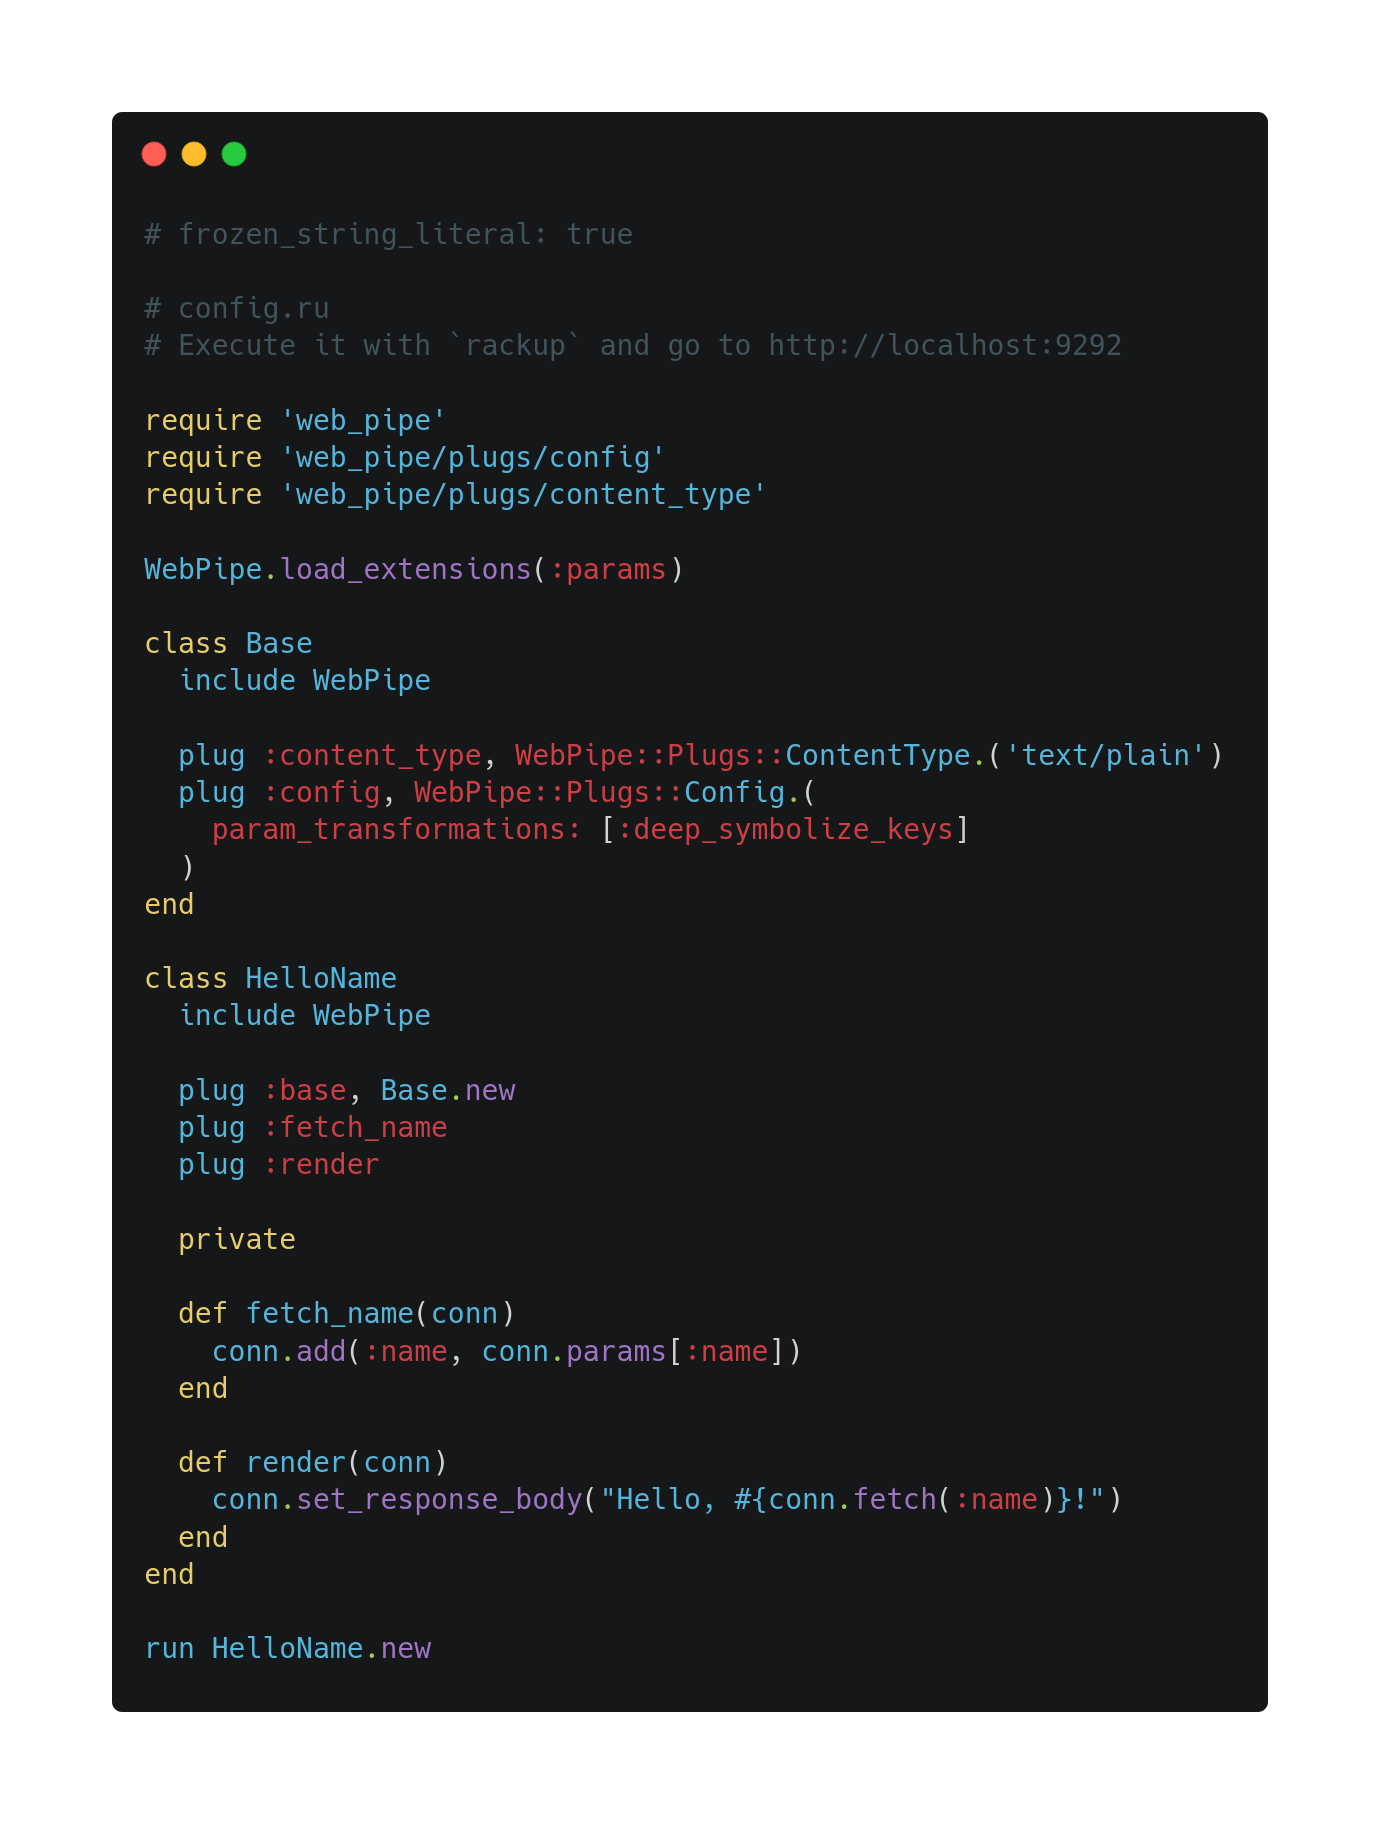 # frozen_string_literal: true

# config.ru
# Execute it with `rackup` and go to http://localhost:9292

require 'web_pipe'
require 'web_pipe/plugs/config'
require 'web_pipe/plugs/content_type'

WebPipe.load_extensions(:params)

class Base
  include WebPipe

  plug :content_type, WebPipe::Plugs::ContentType.('text/plain')
  plug :config, WebPipe::Plugs::Config.(
    param_transformations: [:deep_symbolize_keys]
  )
end

class HelloName
  include WebPipe

  plug :base, Base.new
  plug :fetch_name
  plug :render

  private

  def fetch_name(conn)
    conn.add(:name, conn.params[:name])
  end

  def render(conn)
    conn.set_response_body("Hello, #{conn.fetch(:name)}!")
  end
end

run HelloName.new